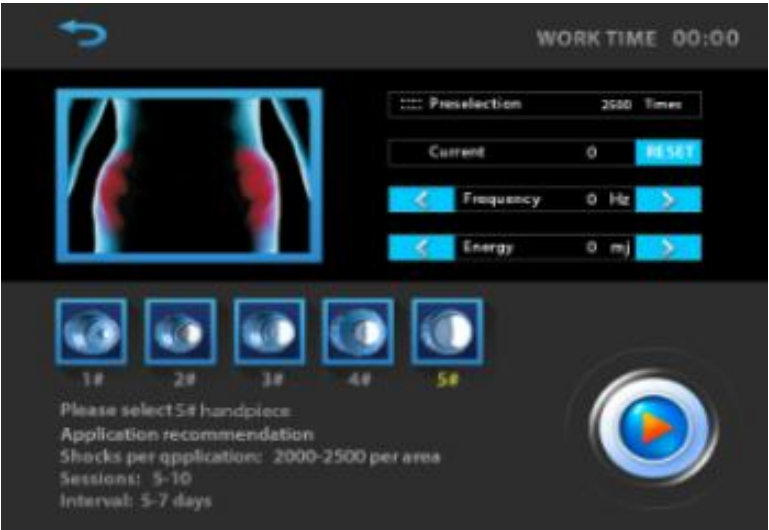 WORK TIME 00:00
Preselection 2500 Times
Current 0 RESET
Frequency 0 Hz
Energy 0 mj
1# 2# 3# 4# 5#
Please select 5# handpiece
Application recommendation
Shocks per qpplication: 2000-2500 per area
Sessions: 5-10
Interval: 5-7 days